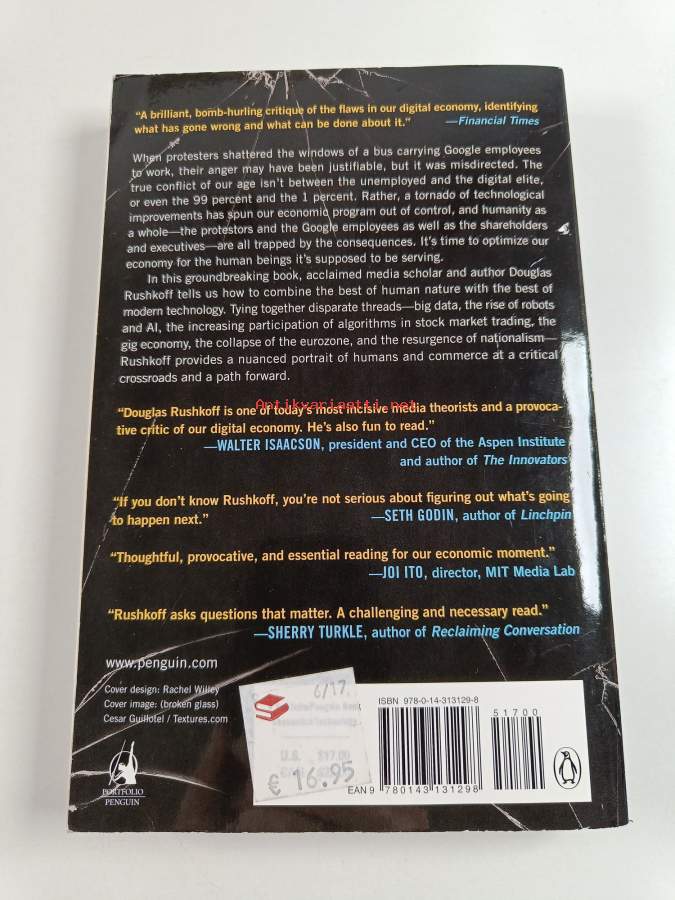 "A brilliant, bomb-hurling critique of the flaws in our digital economy, identifying
what has gone wrong and what can be done about it." —Financial Times
When protesters shattered the windows of a bus carrying Google employees
to work, their anger may have been justifiable, but it was misdirected. The
true conflict of our age isn't between the unemployed and the digital elite,
or even the 99 percent and the 1 percent. Rather, a tornado of technological
improvements has spun our economic program out of control, and humanity as
a whole—the protestors and the Google employees as well as the shareholders
and executives—are all trapped by the consequences. It's time to optimize our
economy for the human beings it's supposed to be serving.
In this groundbreaking book, acclaimed media scholar and author Douglas
Rushkoff tells us how to combine the best of human nature with the best of
modern technology. Tying together disparate threads—big data, the rise of robots
and AI, the increasing participation of algorithms in stock market trading, the
gig economy, the collapse of the eurozone, and the resurgence of nationalism—
Rushkoff provides a nuanced portrait of humans and commerce at a critical
crossroads and a path forward.
Antikvariaatti.net
"Douglas Rushkoff is one of today's most incisive media theorists and a provoca-
tive critic of our digital economy. He's also fun to read."
—WALTER ISAACSON, president and CEO of the Aspen Institute
and author of The Innovators
"If you don't know Rushkoff, you're not serious about figuring out what's going
to happen next." —SETH GODIN, author of Linchpin
"Thoughtful, provocative, and essential reading for our economic moment."
—JOI ITO, director, MIT Media Lab
"Rushkoff asks questions that matter. A challenging and necessary read."
—SHERRY TURKLE, author of Reclaiming Conversation
www.penguin.com
Cover design: Rachel Willey
Cover image: (broken glass)
Cesar Guillotel / Textures.com
PORTFOLIO
PENGUIN
6/17
U.S. $17.00
€ 16.95
ISBN 978-0-14-313129-8
51700
EAN 9 780143 131298